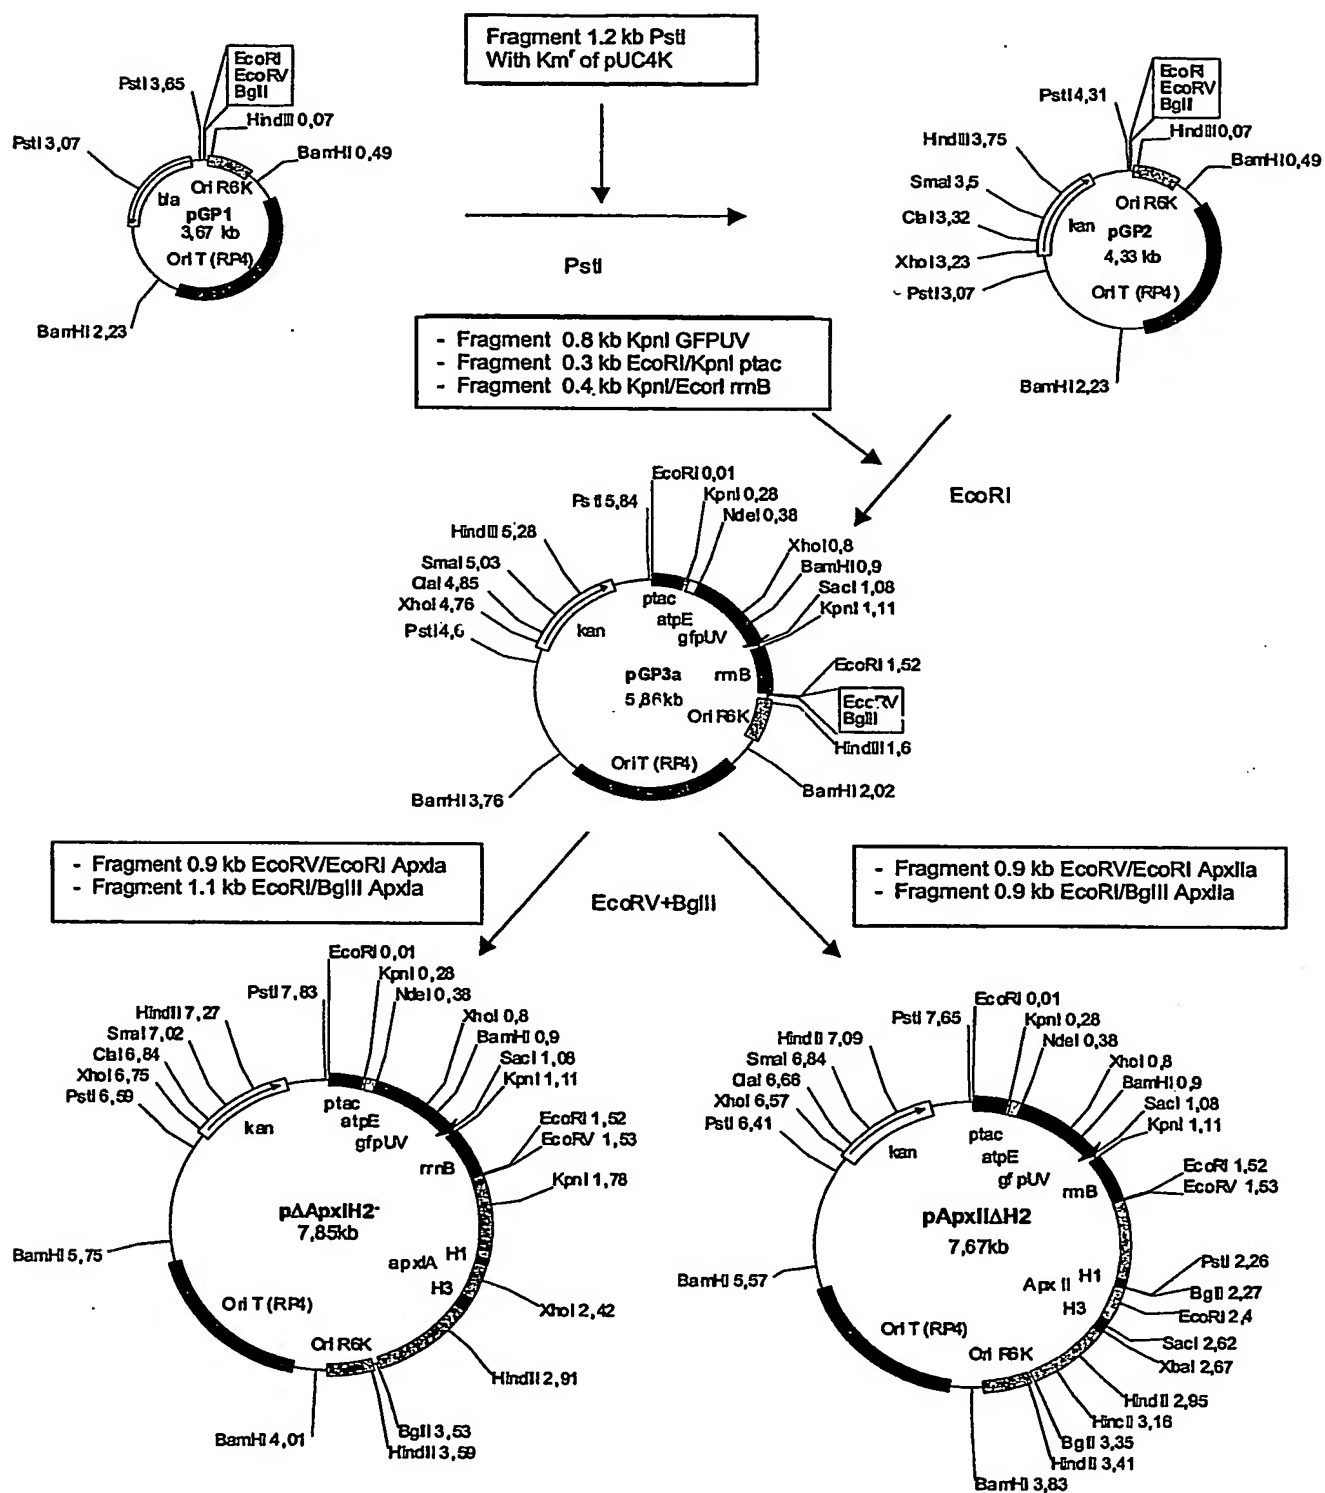 Fragment 1.2 kb PstI
With Kmʳ of pUC4K
EcoRI
EcoRV
BglII
PstI 3,65
HindIII 0,07
PstI 3,07
BamHI 0,49
Ori R6K
bla
pGP1
3,67 kb
Ori T (RP4)
BamHI 2,23
PstI
EcoRI
EcoRV
BglII
PstI 4,31
HindIII 0,07
HindIII 3,75
BamHI 0,49
SmaI 3,5
Ori R6K
ClaI 3,32
kan
pGP2
4,33 kb
XhoI 3,23
PstI 3,07
Ori T (RP4)
BamHI 2,23
- Fragment 0.8 kb KpnI GFPUV
- Fragment 0.3 kb EcoRI/KpnI ptac
- Fragment 0.4 kb KpnI/EcorI rrnB
EcoRI
EcoRI 0,01
PstI 5,84
KpnI 0,28
NdeI 0,38
HindIII 5,28
XhoI 0,8
SmaI 5,03
BamHI 0,9
ClaI 4,85
SacI 1,08
XhoI 4,76
KpnI 1,11
PstI 4,6
ptac
atpE
gfpUV
kan
rrnB
pGP3a
5,86kb
EcoRI 1,52
EcoRV
BglII
Ori R6K
HindIII 1,6
Ori T (RP4)
BamHI 2,02
BamHI 3,76
- Fragment 0.9 kb EcoRV/EcoRI ApxIa
- Fragment 1.1 kb EcoRI/BglII ApxIa
EcoRV+BglII
- Fragment 0.9 kb EcoRV/EcoRI ApxIIa
- Fragment 0.9 kb EcoRI/BglII ApxIIa
EcoRI 0,01
KpnI 0,28
PstI 7,83
NdeI 0,38
HindIII 7,27
XhoI 0,8
SmaI 7,02
BamHI 0,9
ClaI 6,84
SacI 1,08
XhoI 6,75
KpnI 1,11
PstI 6,59
ptac
atpE
kan
gfpUV
EcoRI 1,52
EcoRV 1,53
rrnB
KpnI 1,78
pΔApxIH2-
7,85kb
BamHI 5,75
apxIA
H1
H3
Ori T (RP4)
XhoI 2,42
Ori R6K
HindIII 2,91
BglII 3,53
BamHI 4,01
HindIII 3,59
EcoRI 0,01
PstI 7,65
KpnI 0,28
HindIII 7,09
NdeI 0,38
SmaI 6,84
XhoI 0,8
ClaI 6,66
BamHI 0,9
XhoI 6,57
SacI 1,08
PstI 6,41
KpnI 1,11
ptac
kan
atpE
gfpUV
EcoRI 1,52
rrnB
EcoRV 1,53
pApxIIΔH2
7,67kb
PstI 2,26
BamHI 5,57
Apx II
H1
BglII 2,27
H3
EcoRI 2,4
Ori T (RP4)
SacI 2,62
Ori R6K
XbaI 2,67
HindIII 2,95
HincII 3,16
BglII 3,35
HindIII 3,41
BamHI 3,83